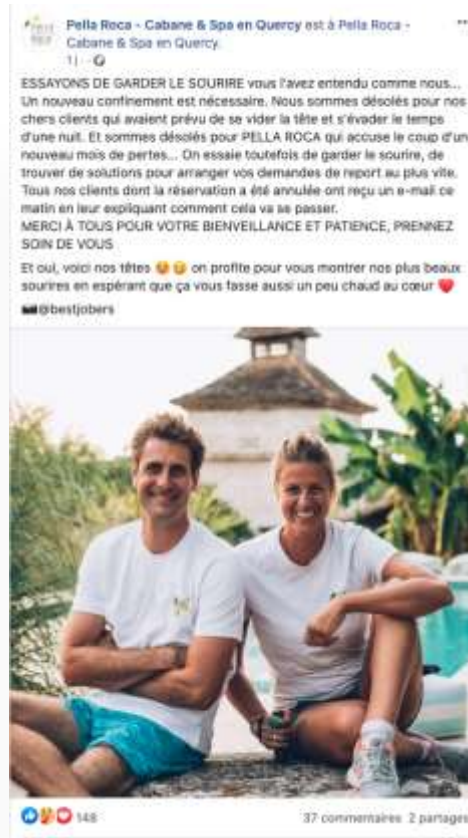 Pella Roca - Cabane & Spa en Quercy est à Pella Roca -
Cabane & Spa en Quercy.
1 j ·
ESSAYONS DE GARDER LE SOURIRE vous l'avez entendu comme nous...
Un nouveau confinement est nécessaire. Nous sommes désolés pour nos
chers clients qui avaient prévu de se vider la tête et s'évader le temps
d'une nuit. Et sommes désolés pour PELLA ROCA qui accuse le coup d'un
nouveau mois de pertes... On essaie toutefois de garder le sourire, de
trouver de solutions pour arranger vos demandes de report au plus vite.
Tous nos clients dont la réservation a été annulée ont reçu un e-mail ce
matin en leur expliquant comment cela va se passer.
MERCI À TOUS POUR VOTRE BIENVEILLANCE ET PATIENCE, PRENNEZ
SOIN DE VOUS
Et oui, voici nos têtes 😜😜 on profite pour vous montrer nos plus beaux
sourires en espérant que ça vous fasse aussi un peu chaud au cœur ❤️
📷@bestjobers
148
37 commentaires 2 partages